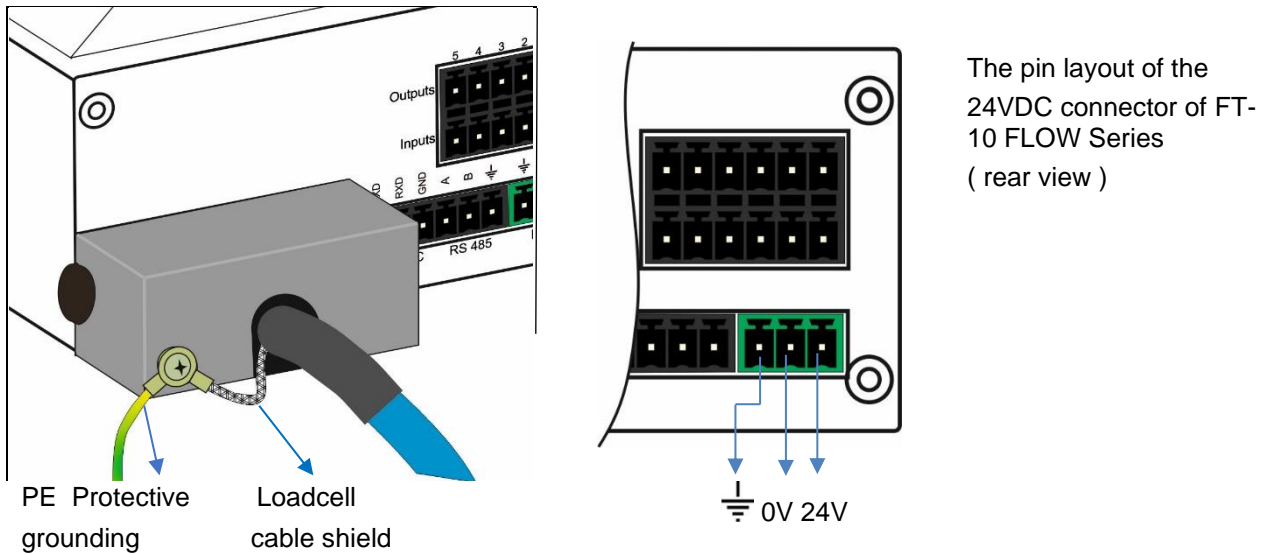 5 4 3 2
Outputs
Inputs
RXD GND A B
C RS 485
PE Protective
grounding
Loadcell
cable shield
0V 24V
The pin layout of the
24VDC connector of FT-
10 FLOW Series
( rear view )